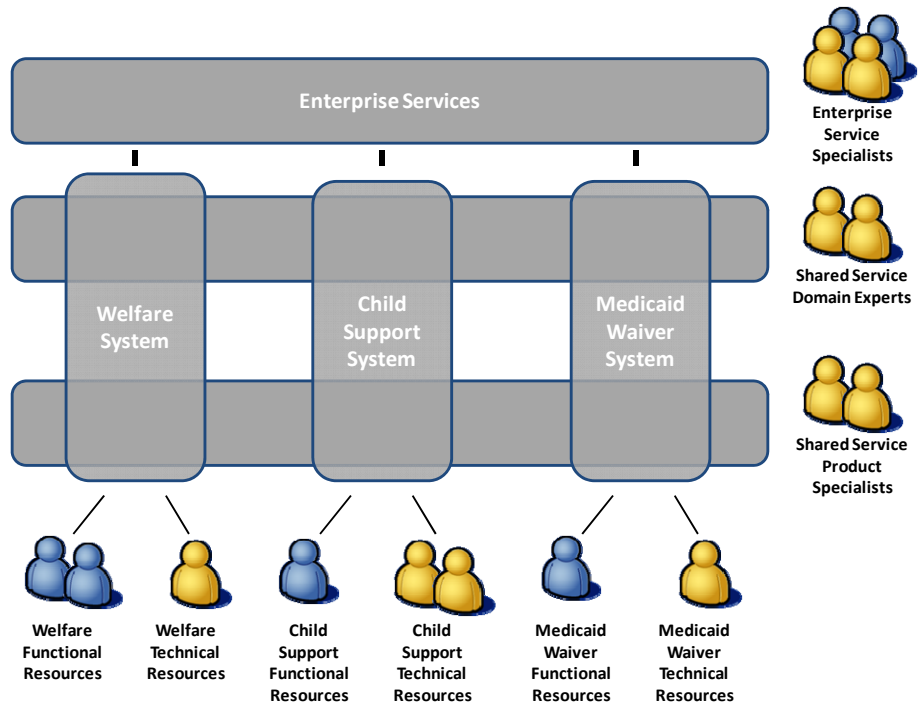 Enterprise Services
Enterprise
Service
Specialists
Shared Service
Domain Experts
Welfare
System
Child
Support
System
Medicaid
Waiver
System
Shared Service
Product
Specialists
Welfare
Functional
Resources
Welfare
Technical
Resources
Child
Support
Functional
Resources
Child
Support
Technical
Resources
Medicaid
Waiver
Functional
Resources
Medicaid
Waiver
Technical
Resources